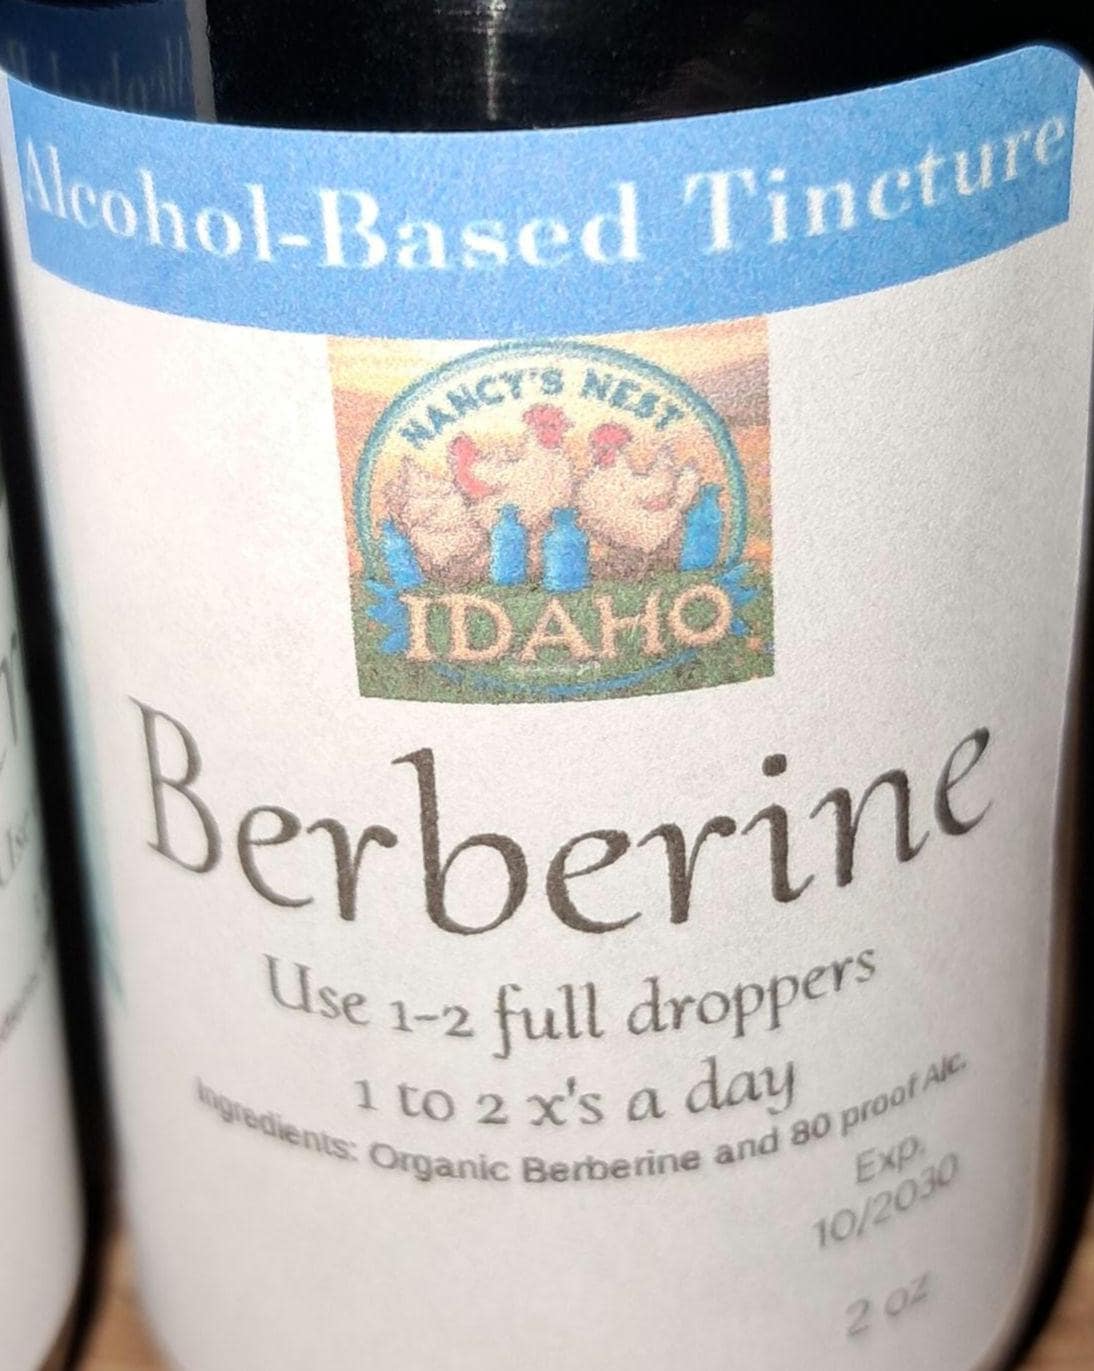 Alcohol-Based Tincture
NANCY'S NEST
IDAHO
Berberine
Use 1-2 full droppers
1 to 2 x's a day
Ingredients: Organic Berberine and 80 proof Alc.
Exp.
10/2030
2 oz